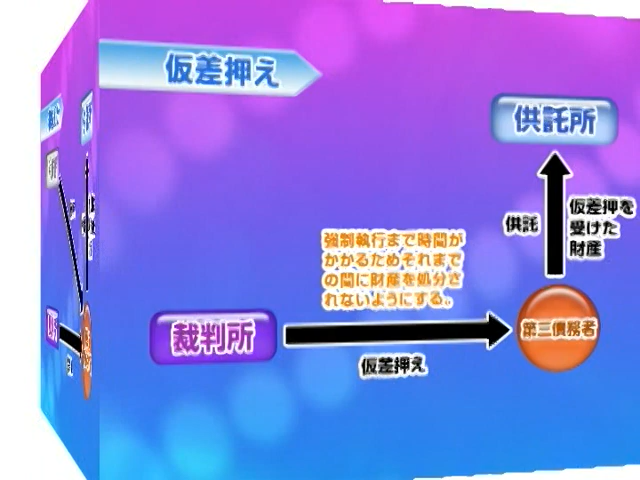 仮差押え
供託所
供託
仮差押を
受けた
財産
強制執行まで時間が
かかるためそれまで
の間に財産を処分さ
れないようにする。
裁判所
第三債務者
仮差押え